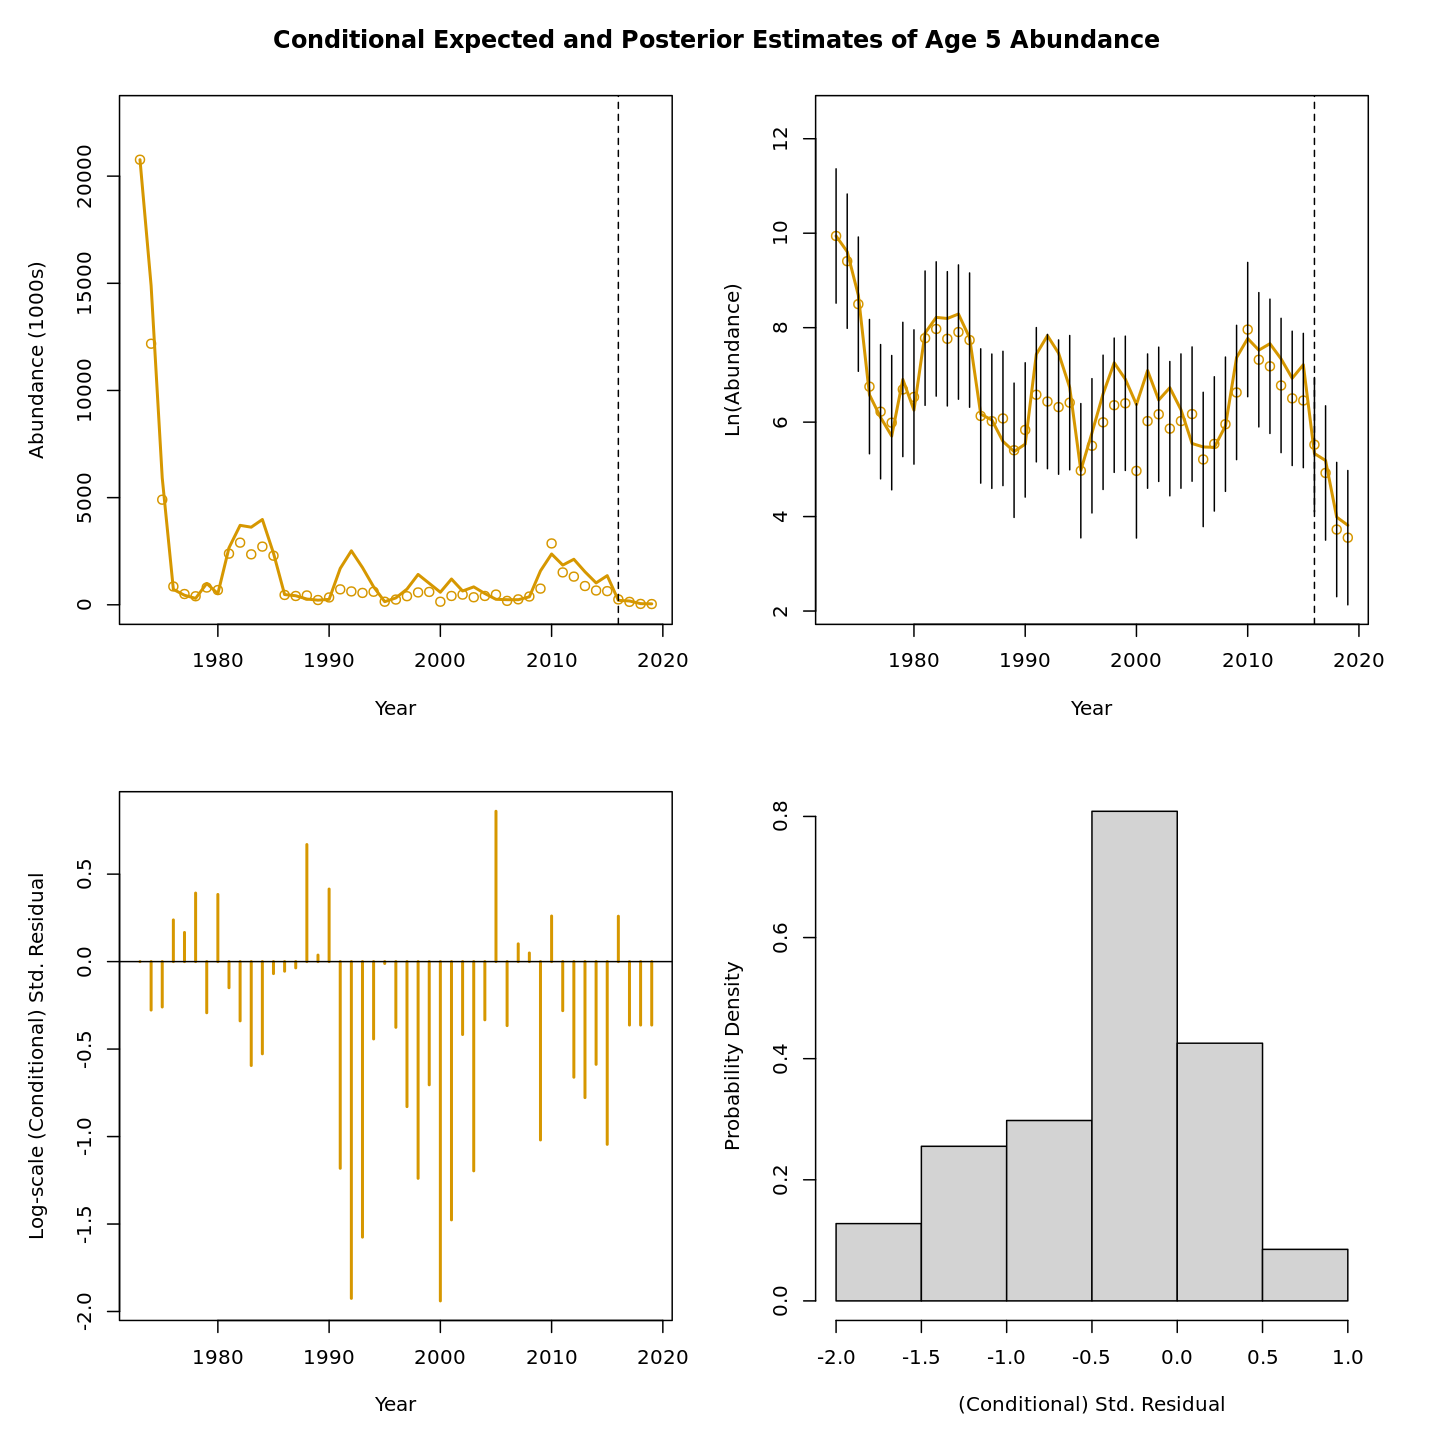 Conditional Expected and Posterior Estimates of Age 5 Abundance
Abundance (1000s)
0 5000 10000 15000 20000
1980 1990 2000 2010 2020
Year
Ln(Abundance)
2 4 6 8 10 12
1980 1990 2000 2010 2020
Year
Log-scale (Conditional) Std. Residual
-2.0 -1.5 -1.0 -0.5 0.0 0.5
1980 1990 2000 2010 2020
Year
Probability Density
0.0 0.2 0.4 0.6 0.8
-2.0 -1.5 -1.0 -0.5 0.0 0.5 1.0
(Conditional) Std. Residual